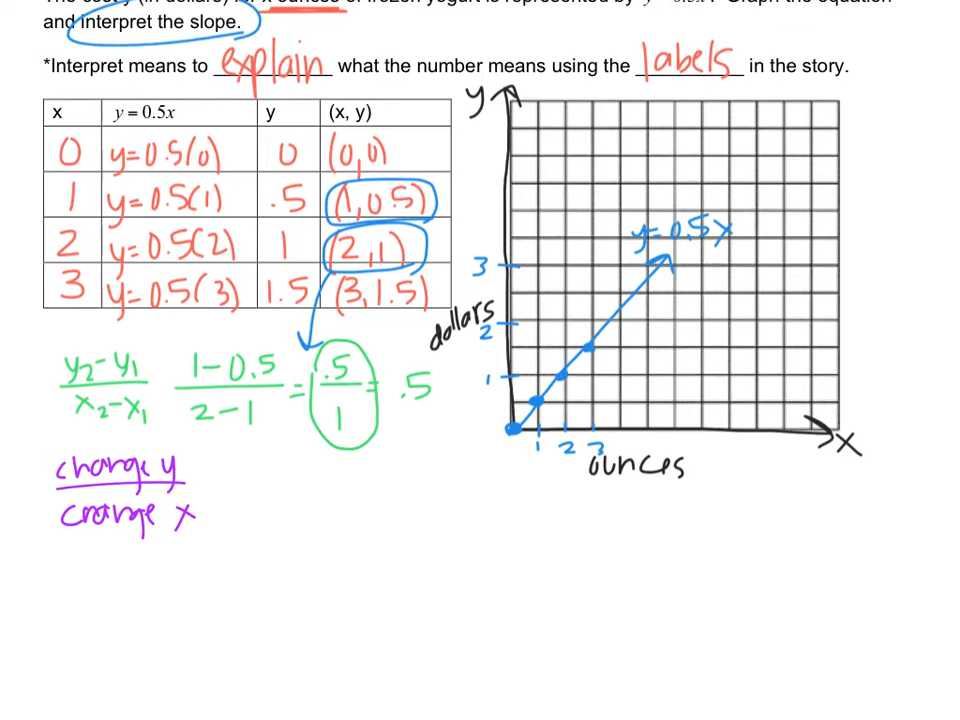 and interpret the slope.
*Interpret means to explain what the number means using the labels in the story.
x y = 0.5x y (x, y)
0 y=0.5(0) 0 (0,0)
1 y=0.5(1) .5 (1,0.5)
2 y=0.5(2) 1 (2,1)
3 y=0.5(3) 1.5 (3,1.5)
y₂-y₁
x₂-x₁
1-0.5
2-1
=
.5
1
= .5
change y
change x
y
y=0.5x
3
dollars
2
1
1 2 3
x
ounces